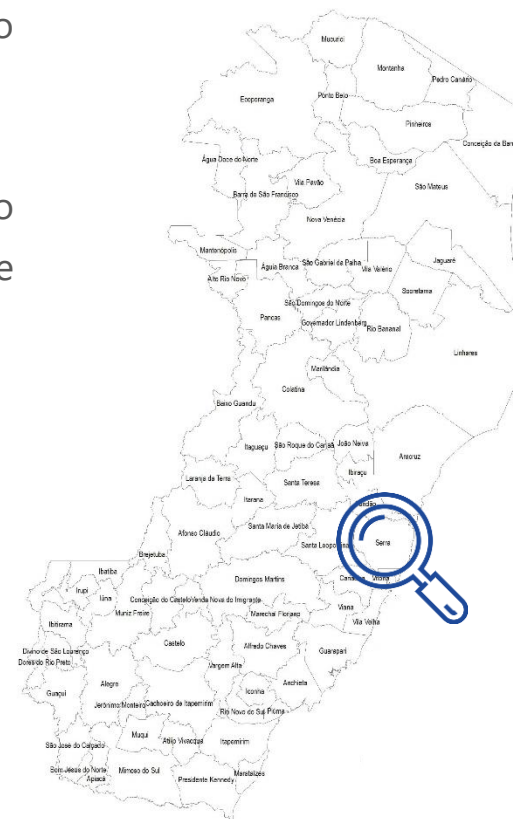 o
Mucurici
Montanha
Pedro Canário
Ecoporanga
Ponto Belo
Pinheiros
Conceição da Barr
Água Doce do Norte
Boa Esperança
Vila Pavão
São Mateus
Barra de São Francisco
o
Nova Venécia
Mantenópolis
e
Águia Branca
São Gabriel da Palha
Vila Valério
Jaguaré
Alto Rio Novo
Sooretama
São Domingos do Norte
Pancas
Governador Lindenberg
Rio Bananal
Linhares
Marilândia
Colatina
Baixo Guandu
Itaguaçu
São Roque do Canaã
João Neiva
Aracruz
Ibiraçu
Laranja da Terra
Santa Teresa
Itarana
Fundão
Santa Maria de Jetibá
Afonso Cláudio
Serra
Santa Leopoldina
Brejetuba
Ibatiba
Domingos Martins
Cariacica
Vitória
Irupi
Iúna
Conceição do Castelo
Venda Nova do Imigrante
Viana
Muniz Freire
Marechal Floriano
Ibitirama
Vila Velha
Castelo
Alfredo Chaves
Guarapari
Divino de São Lourenço
Dores do Rio Preto
Vargem Alta
Anchieta
Guaçuí
Alegre
Iconha
Jerônimo Monteiro
Cachoeiro de Itapemirim
Rio Novo do Sul
Piúma
Muqui
Atílio Vivacqua
Itapemirim
São José do Calçado
Bom Jesus do Norte
Apiacá
Mimoso do Sul
Marataízes
Presidente Kennedy